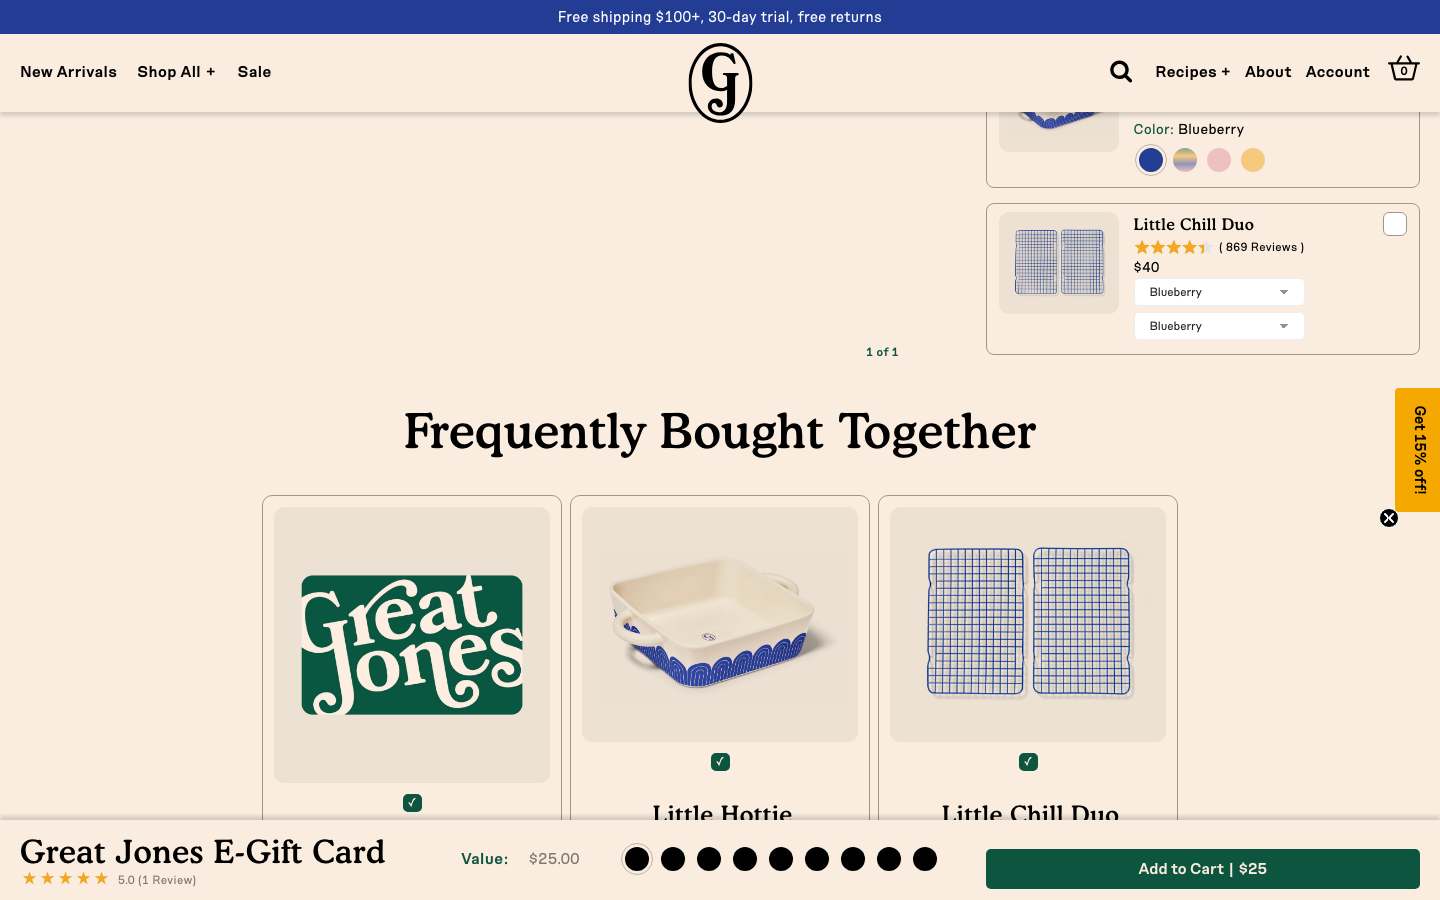 Free shipping $100+, 30-day trial, free returns
New Arrivals Shop All + Sale
GJ
Recipes + About Account 0
Color: Blueberry
Little Chill Duo
( 869 Reviews )
$40
Blueberry
Blueberry
1 of 1
Get 15% off!
Frequently Bought Together
Great
Jones
Little Hottie
Little Chill Duo
Great Jones E-Gift Card
5.0 (1 Review)
Value: $25.00
Add to Cart | $25